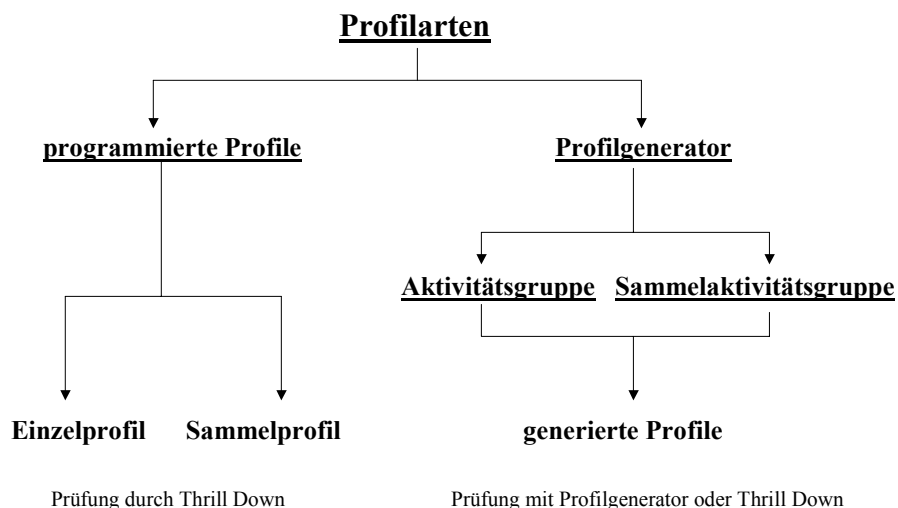 Profilarten
programmierte Profile Profilgenerator
Aktivitätsgruppe Sammelaktivitätsgruppe
Einzelprofil Sammelprofil generierte Profile
Prüfung durch Thrill Down Prüfung mit Profilgenerator oder Thrill Down